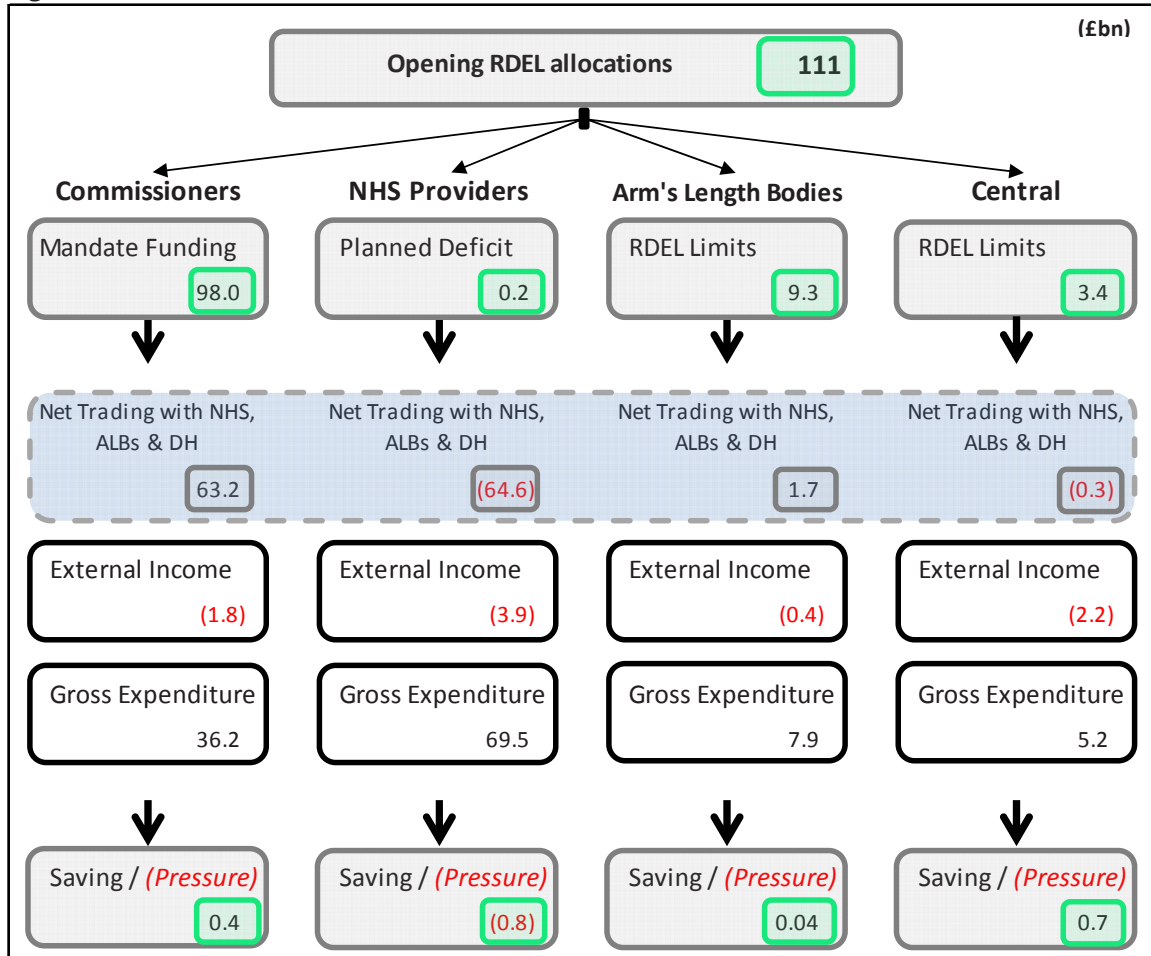 (£bn)
Opening RDEL allocations 111
Commissioners NHS Providers Arm's Length Bodies Central
Mandate Funding Planned Deficit RDEL Limits RDEL Limits
98.0 0.2 9.3 3.4
Net Trading with NHS, Net Trading with NHS, Net Trading with NHS, Net Trading with NHS,
ALBs & DH ALBs & DH ALBs & DH ALBs & DH
63.2 (64.6) 1.7 (0.3)
External Income External Income External Income External Income
(1.8) (3.9) (0.4) (2.2)
Gross Expenditure Gross Expenditure Gross Expenditure Gross Expenditure
36.2 69.5 7.9 5.2
Saving / (Pressure) Saving / (Pressure) Saving / (Pressure) Saving / (Pressure)
0.4 (0.8) 0.04 0.7